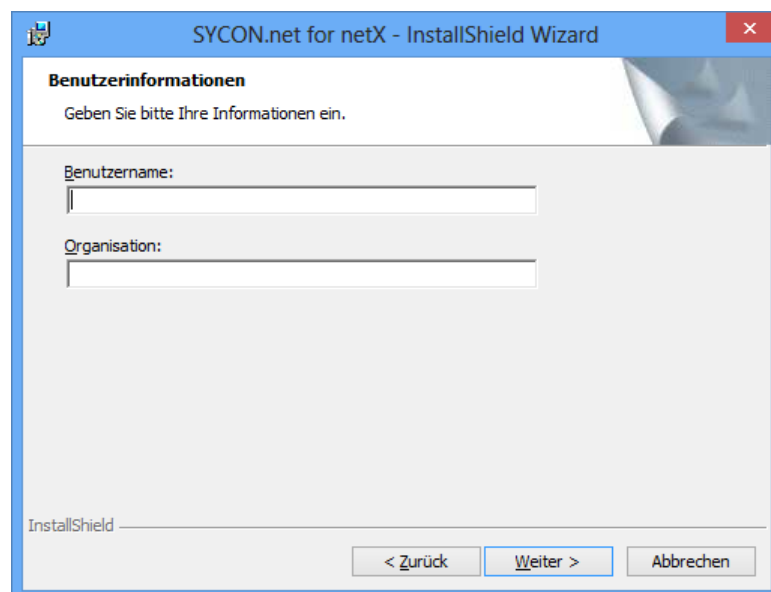 SYCON.net for netX - InstallShield Wizard
Benutzerinformationen
Geben Sie bitte Ihre Informationen ein.
Benutzername:
Organisation:
InstallShield
< Zurück Weiter > Abbrechen